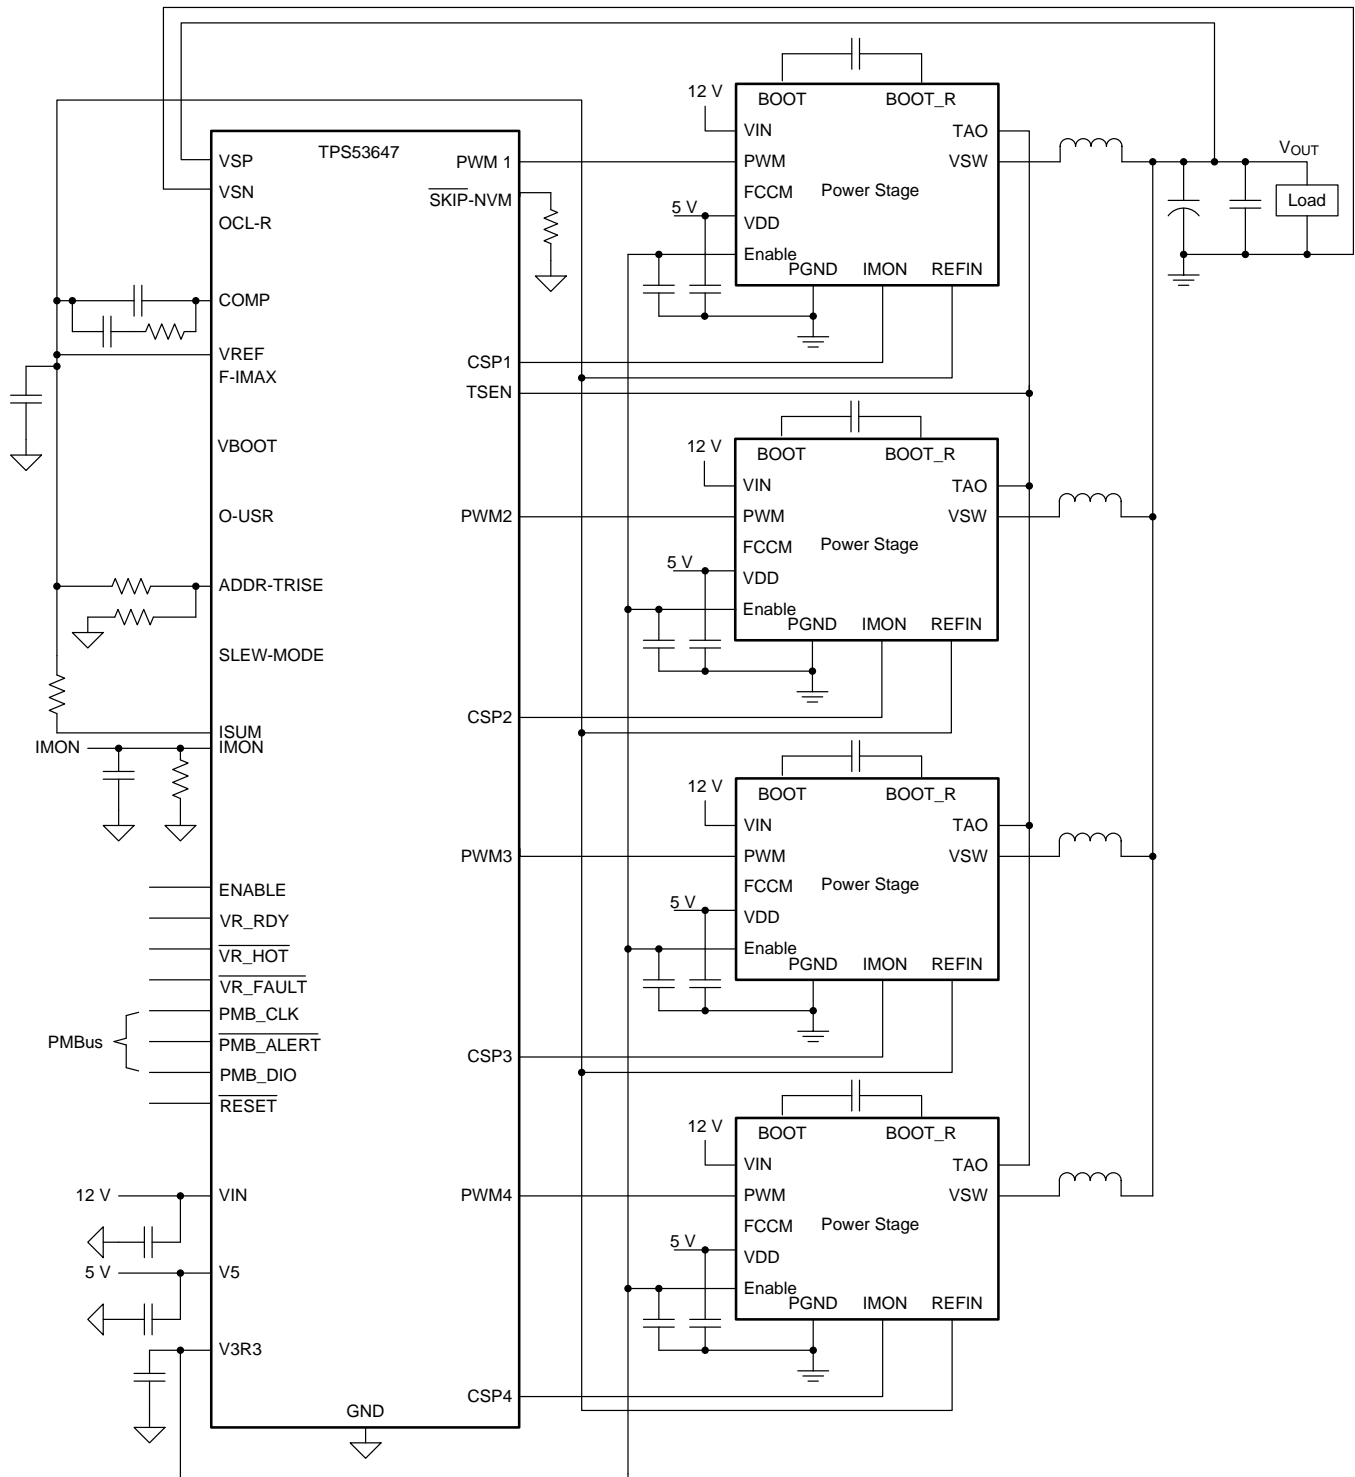 TPS53647
VSP
VSN
OCL-R
COMP
VREF
F-IMAX
VBOOT
O-USR
ADDR-TRISE
SLEW-MODE
ISUM
IMON
IMON
ENABLE
VR_RDY
VR_HOT
VR_FAULT
PMB_CLK
PMBus
PMB_ALERT
PMB_DIO
RESET
12 V
VIN
5 V
V5
V3R3
GND
PWM 1
SKIP-NVM
CSP1
TSEN
PWM2
CSP2
PWM3
CSP3
PWM4
CSP4
12 V
BOOT
BOOT_R
VIN
TAO
PWM
VSW
FCCM
Power Stage
5 V
VDD
Enable
PGND
IMON
REFIN
12 V
BOOT
BOOT_R
VIN
TAO
PWM
VSW
FCCM
Power Stage
5 V
VDD
Enable
PGND
IMON
REFIN
12 V
BOOT
BOOT_R
VIN
TAO
PWM
VSW
FCCM
Power Stage
5 V
VDD
Enable
PGND
IMON
REFIN
12 V
BOOT
BOOT_R
VIN
TAO
PWM
VSW
FCCM
Power Stage
5 V
VDD
Enable
PGND
IMON
REFIN
VOUT
Load